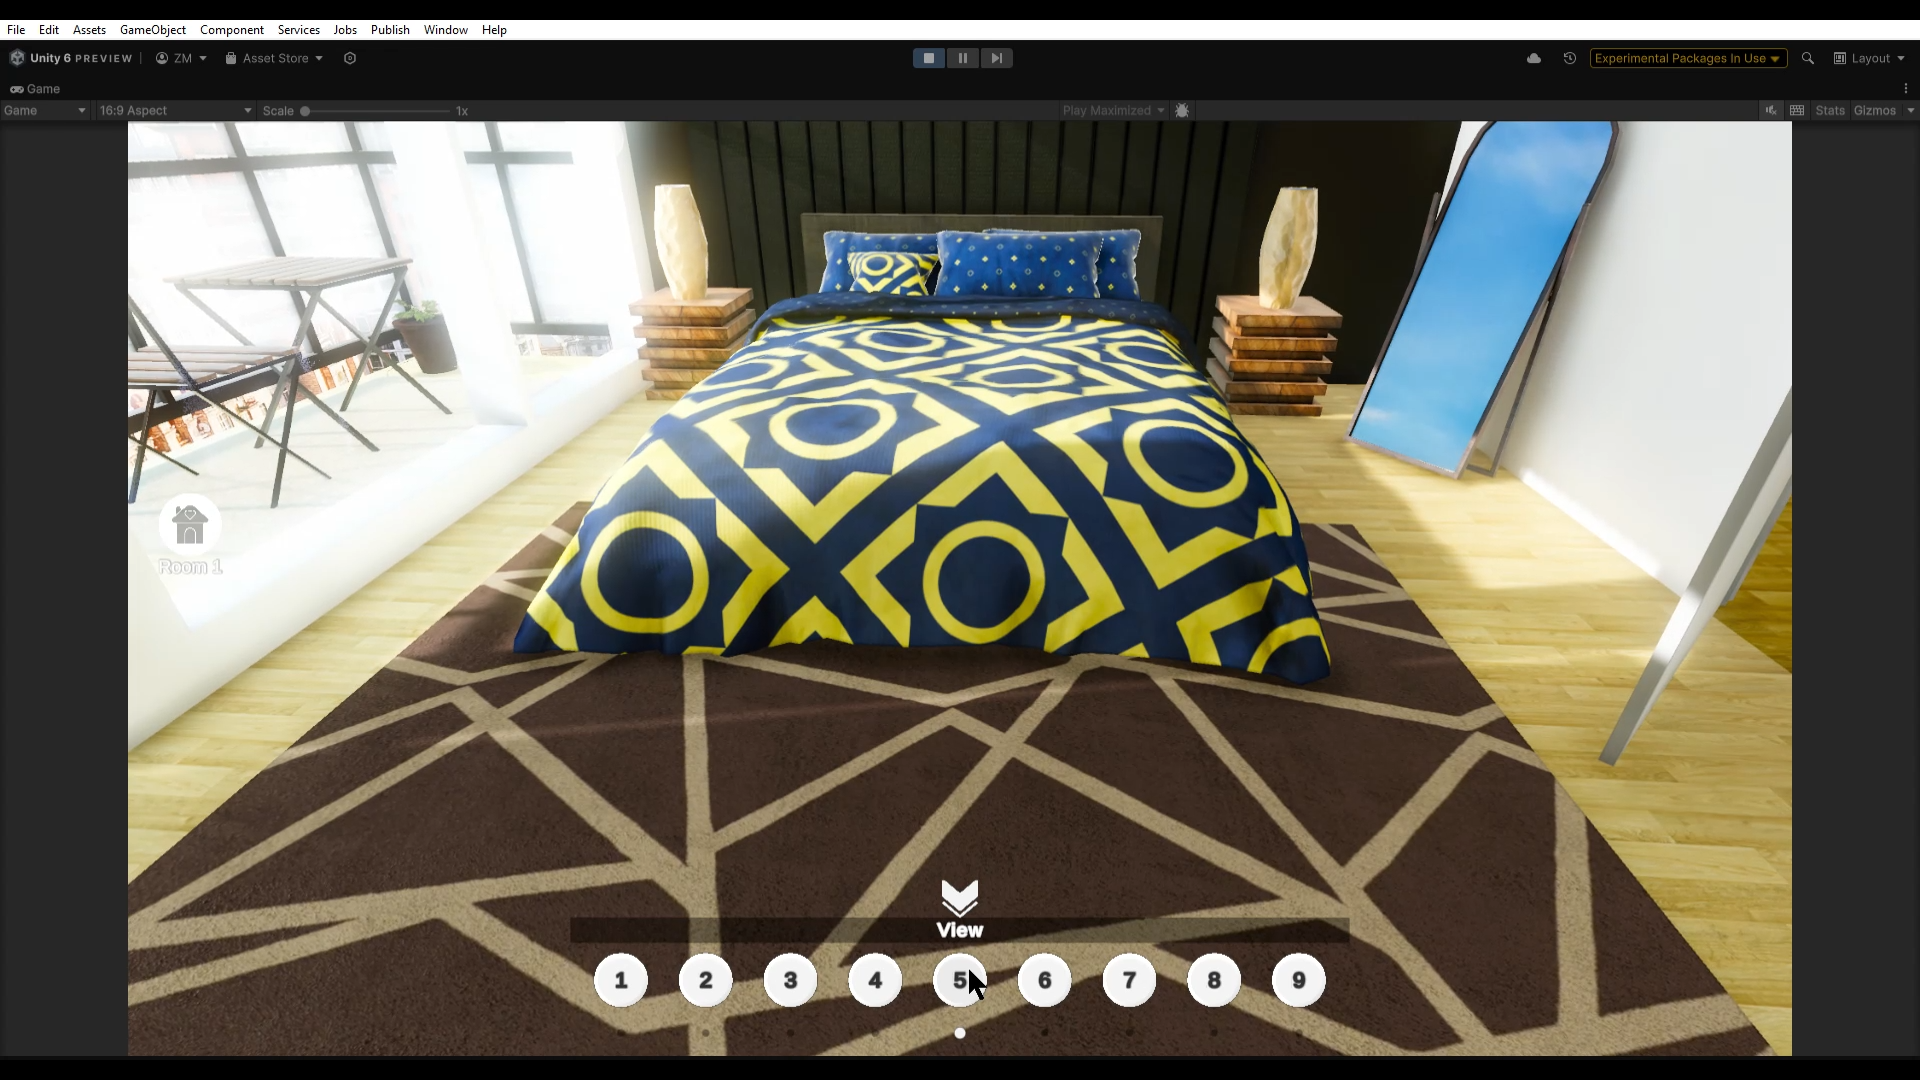 File Edit Assets GameObject Component Services Jobs Publish Window Help
Unity 6 PREVIEW ZM Asset Store Experimental Packages In Use Layout
Game
Game 16:9 Aspect Scale 1x Play Maximized Stats Gizmos
Room 1
View
1 2 3 4 5 6 7 8 9